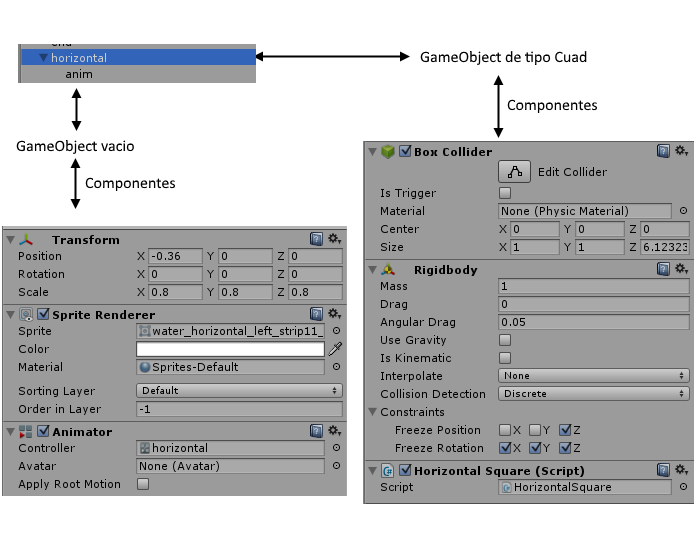 horizontal
anim
GameObject de tipo Cuad
Componentes
GameObject vacio
Componentes
Transform
Position X -0.36 Y 0 Z 0
Rotation X 0 Y 0 Z 0
Scale X 0.8 Y 0.8 Z 0.8
Sprite Renderer
Sprite water_horizontal_left_strip11_
Color
Material Sprites-Default
Sorting Layer Default
Order in Layer -1
Animator
Controller horizontal
Avatar None (Avatar)
Apply Root Motion
Box Collider
Edit Collider
Is Trigger
Material None (Physic Material)
Center X 0 Y 0 Z 0
Size X 1 Y 1 Z 6.12323
Rigidbody
Mass 1
Drag 0
Angular Drag 0.05
Use Gravity
Is Kinematic
Interpolate None
Collision Detection Discrete
Constraints
Freeze Position X Y Z
Freeze Rotation X Y Z
Horizontal Square (Script)
Script HorizontalSquare